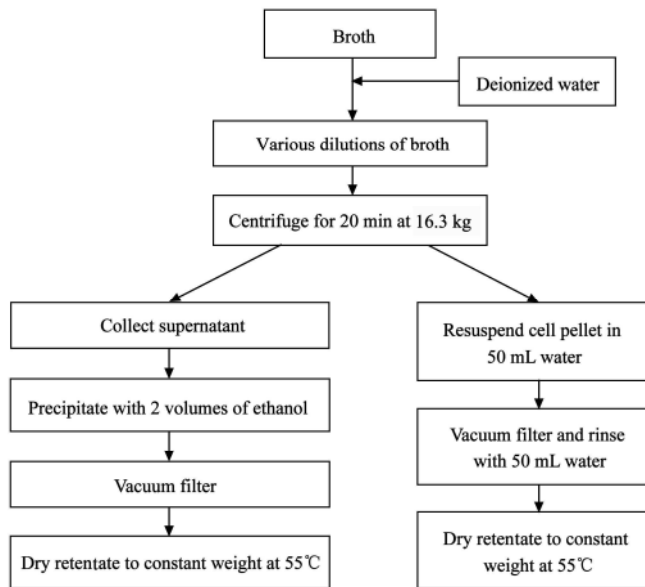 Broth
Deionized water
Various dilutions of broth
Centrifuge for 20 min at 16.3 kg
Collect supernatant
Precipitate with 2 volumes of ethanol
Vacuum filter
Dry retentate to constant weight at 55℃
Resuspend cell pellet in
50 mL water
Vacuum filter and rinse
with 50 mL water
Dry retentate to constant
weight at 55℃